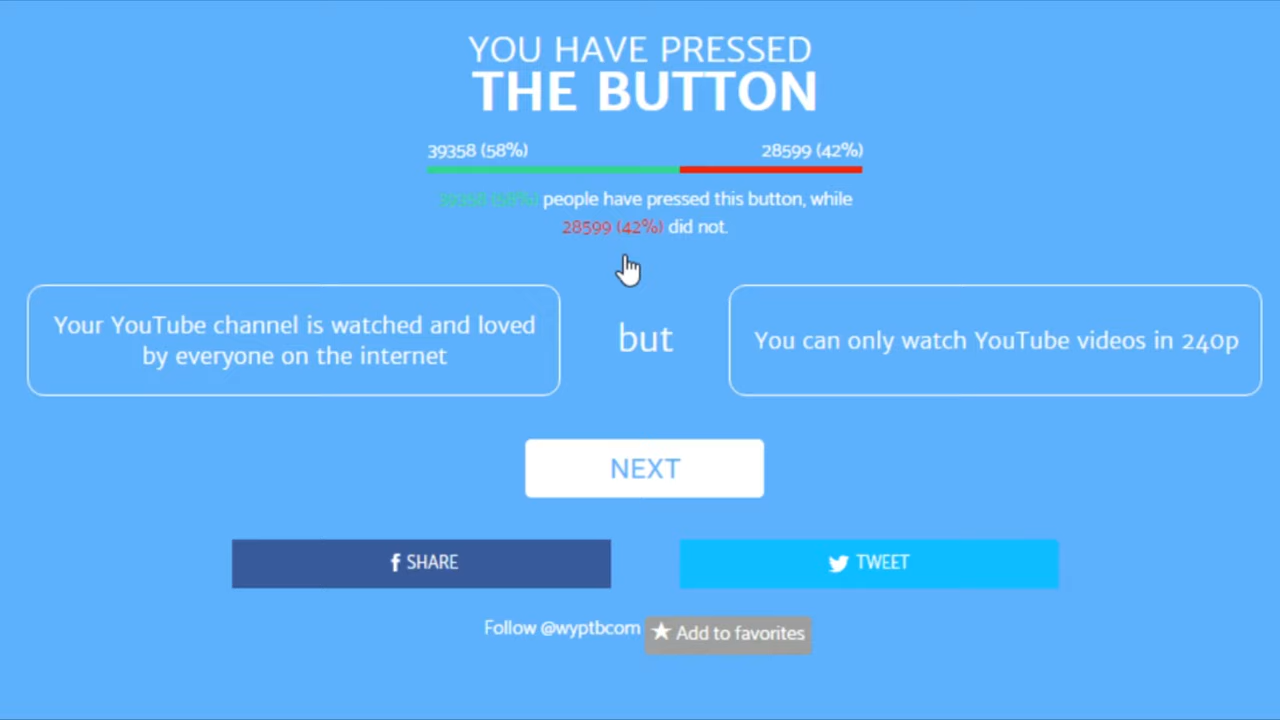 YOU HAVE PRESSED
THE BUTTON
39358 (58%) 28599 (42%)
39358 (58%) people have pressed this button, while
28599 (42%) did not.
Your YouTube channel is watched and loved
by everyone on the internet
but
You can only watch YouTube videos in 240p
NEXT
SHARE
TWEET
Follow @wyptbcom
Add to favorites